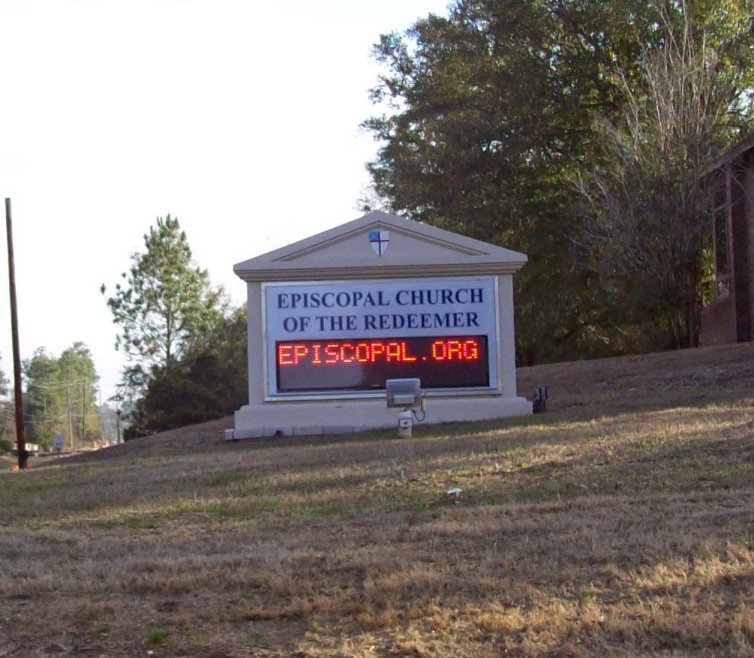 EPISCOPAL CHURCH
OF THE REDEEMER
EPISCOPAL.ORG